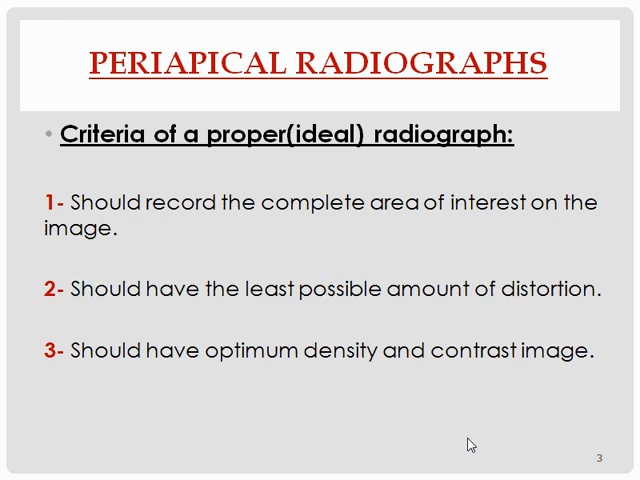 PERIAPICAL RADIOGRAPHS
• Criteria of a proper(ideal) radiograph:
1- Should record the complete area of interest on the
image.
2- Should have the least possible amount of distortion.
3- Should have optimum density and contrast image.
3